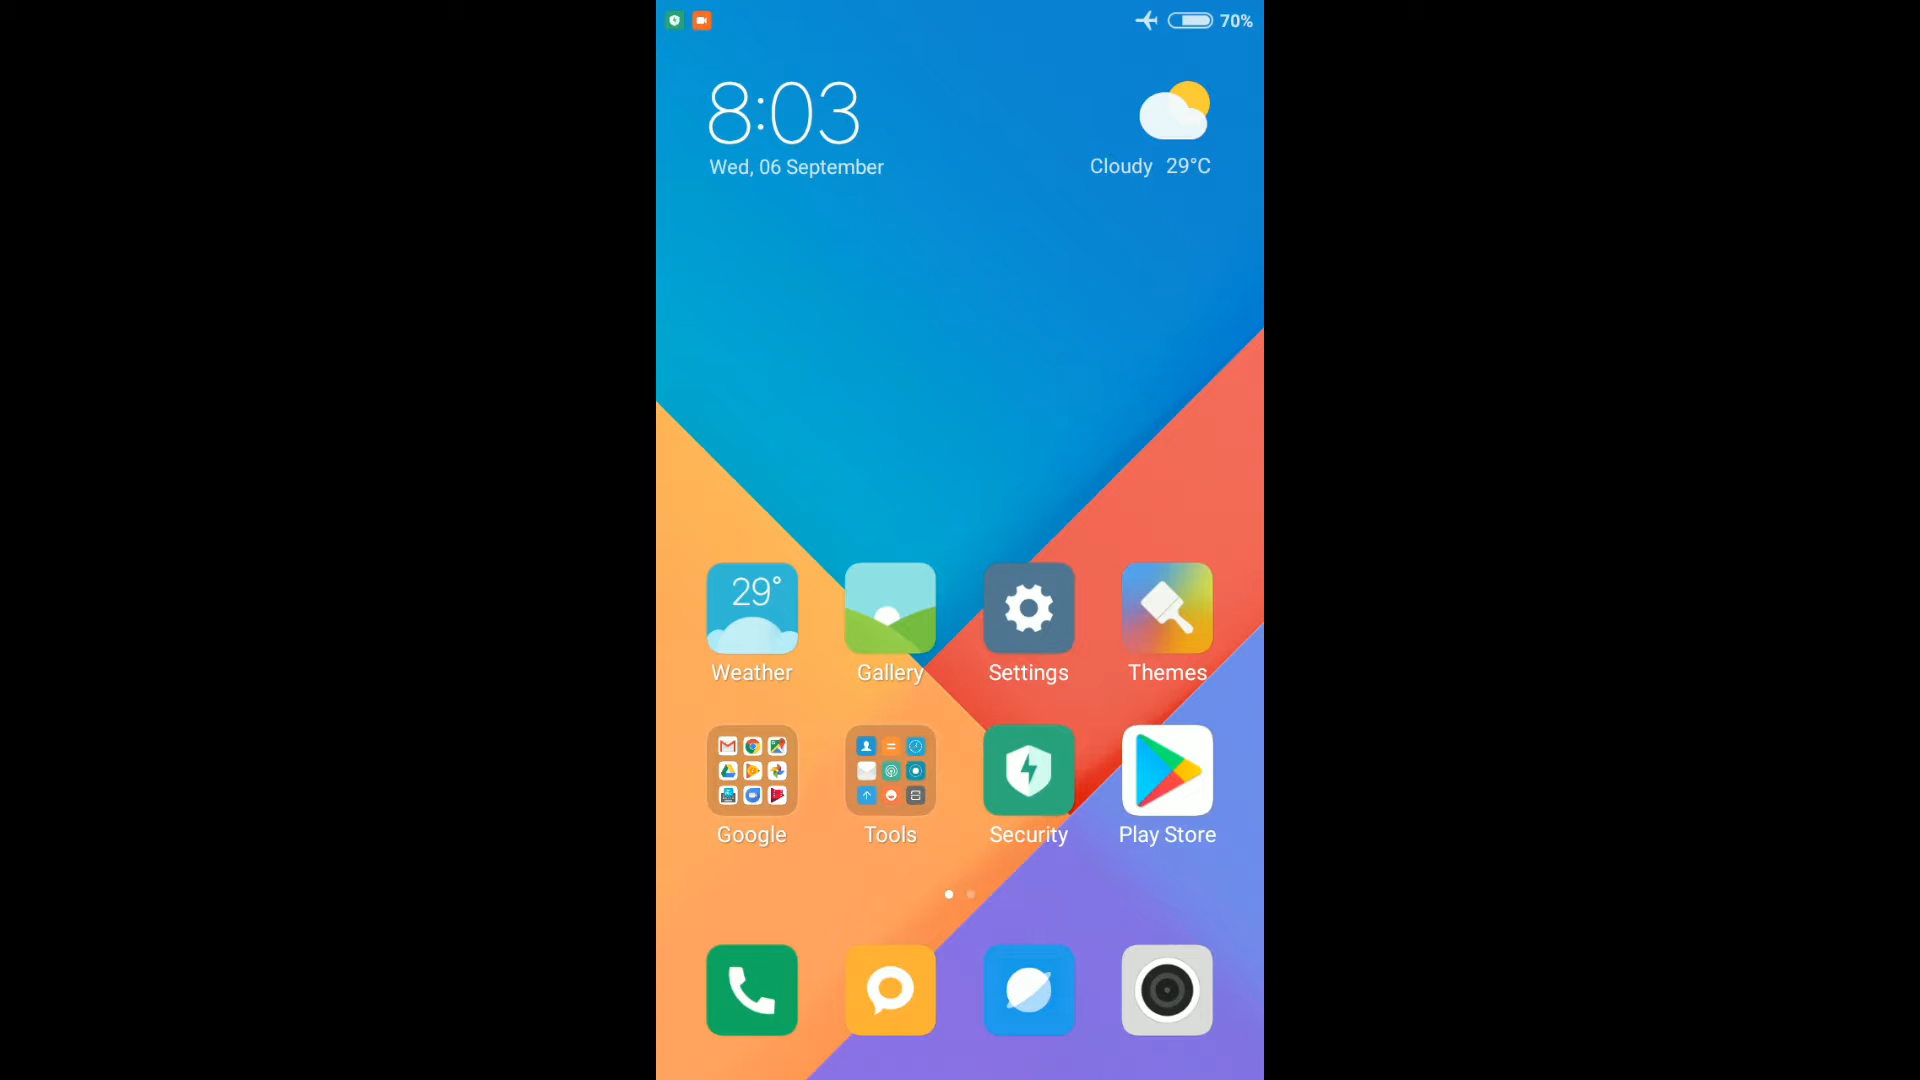 70%
8:03
Wed, 06 September
Cloudy 29°C
29°
Weather
Gallery
Settings
Themes
Google
Tools
Security
Play Store